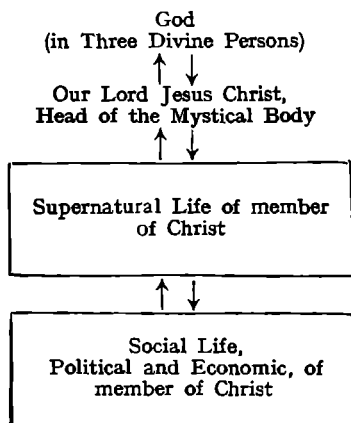 God
(in Three Divine Persons)
Our Lord Jesus Christ,
Head of the Mystical Body
Supernatural Life of member
of Christ
Social Life,
Political and Economic, of
member of Christ